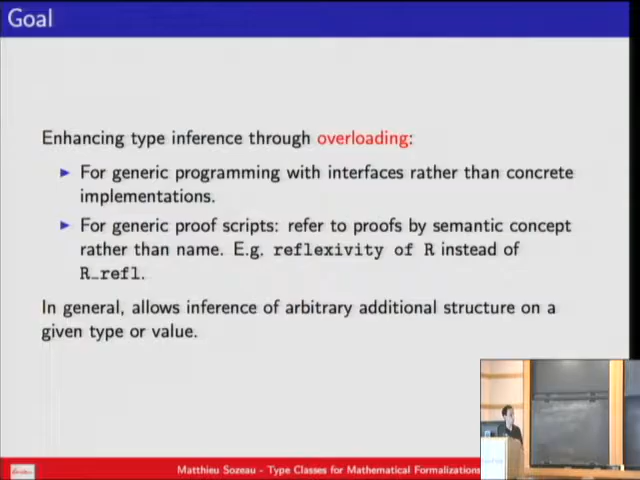 Goal
Enhancing type inference through overloading:
For generic programming with interfaces rather than concrete
implementations.
For generic proof scripts: refer to proofs by semantic concept
rather than name. E.g. reflexivity of R instead of
R_refl.
In general, allows inference of arbitrary additional structure on a
given type or value.
Matthieu Sozeau - Type Classes for Mathematical Formalizations